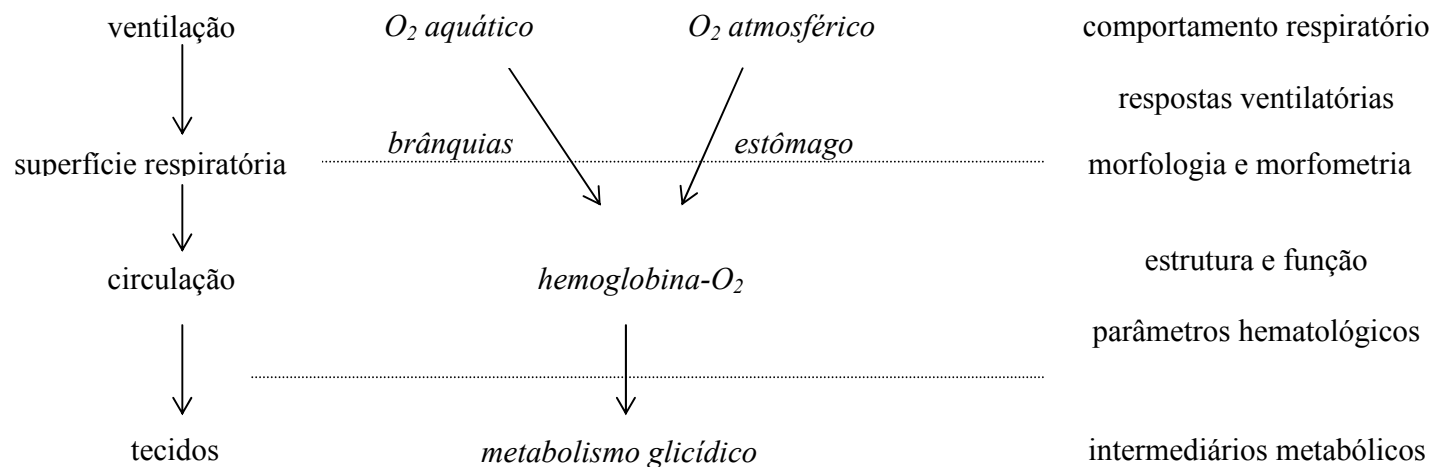 ventilação O₂ aquático O₂ atmosférico comportamento respiratório
respostas ventilatórias
brânquias estômago
superfície respiratória morfologia e morfometria
estrutura e função
circulação hemoglobina-O₂
parâmetros hematológicos
tecidos metabolismo glicídico intermediários metabólicos